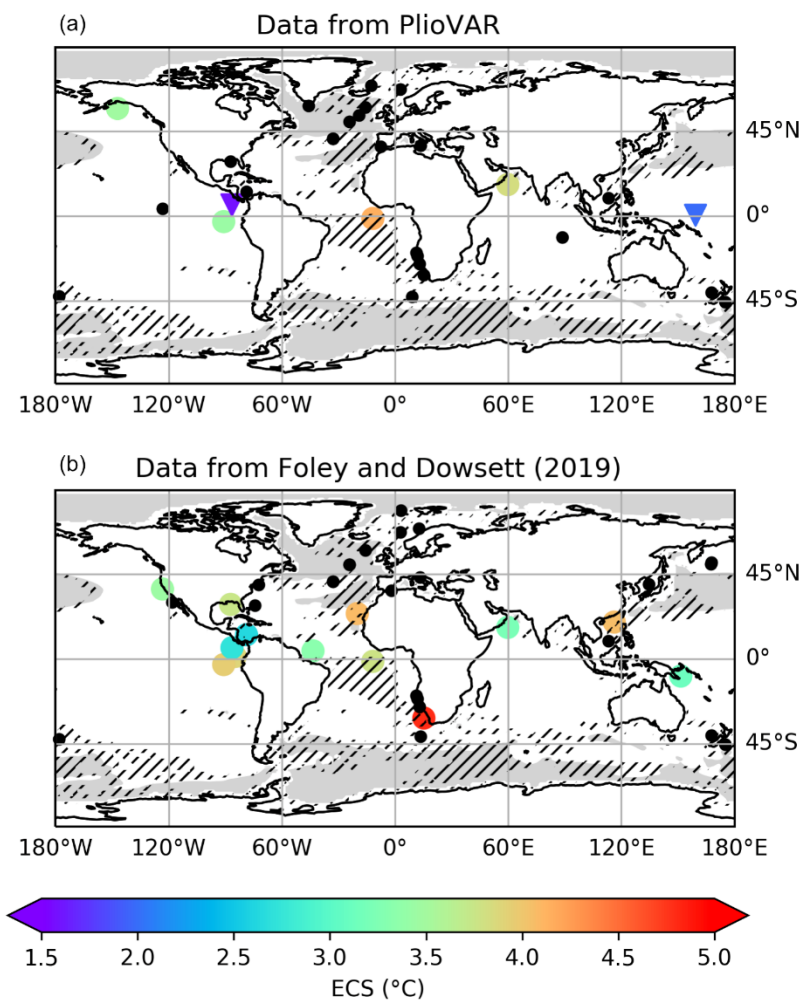 (a) Data from PlioVAR
45°N
0°
45°S
180°W 120°W 60°W 0° 60°E 120°E 180°E
(b) Data from Foley and Dowsett (2019)
45°N
0°
45°S
180°W 120°W 60°W 0° 60°E 120°E 180°E
1.5 2.0 2.5 3.0 3.5 4.0 4.5 5.0
ECS (°C)